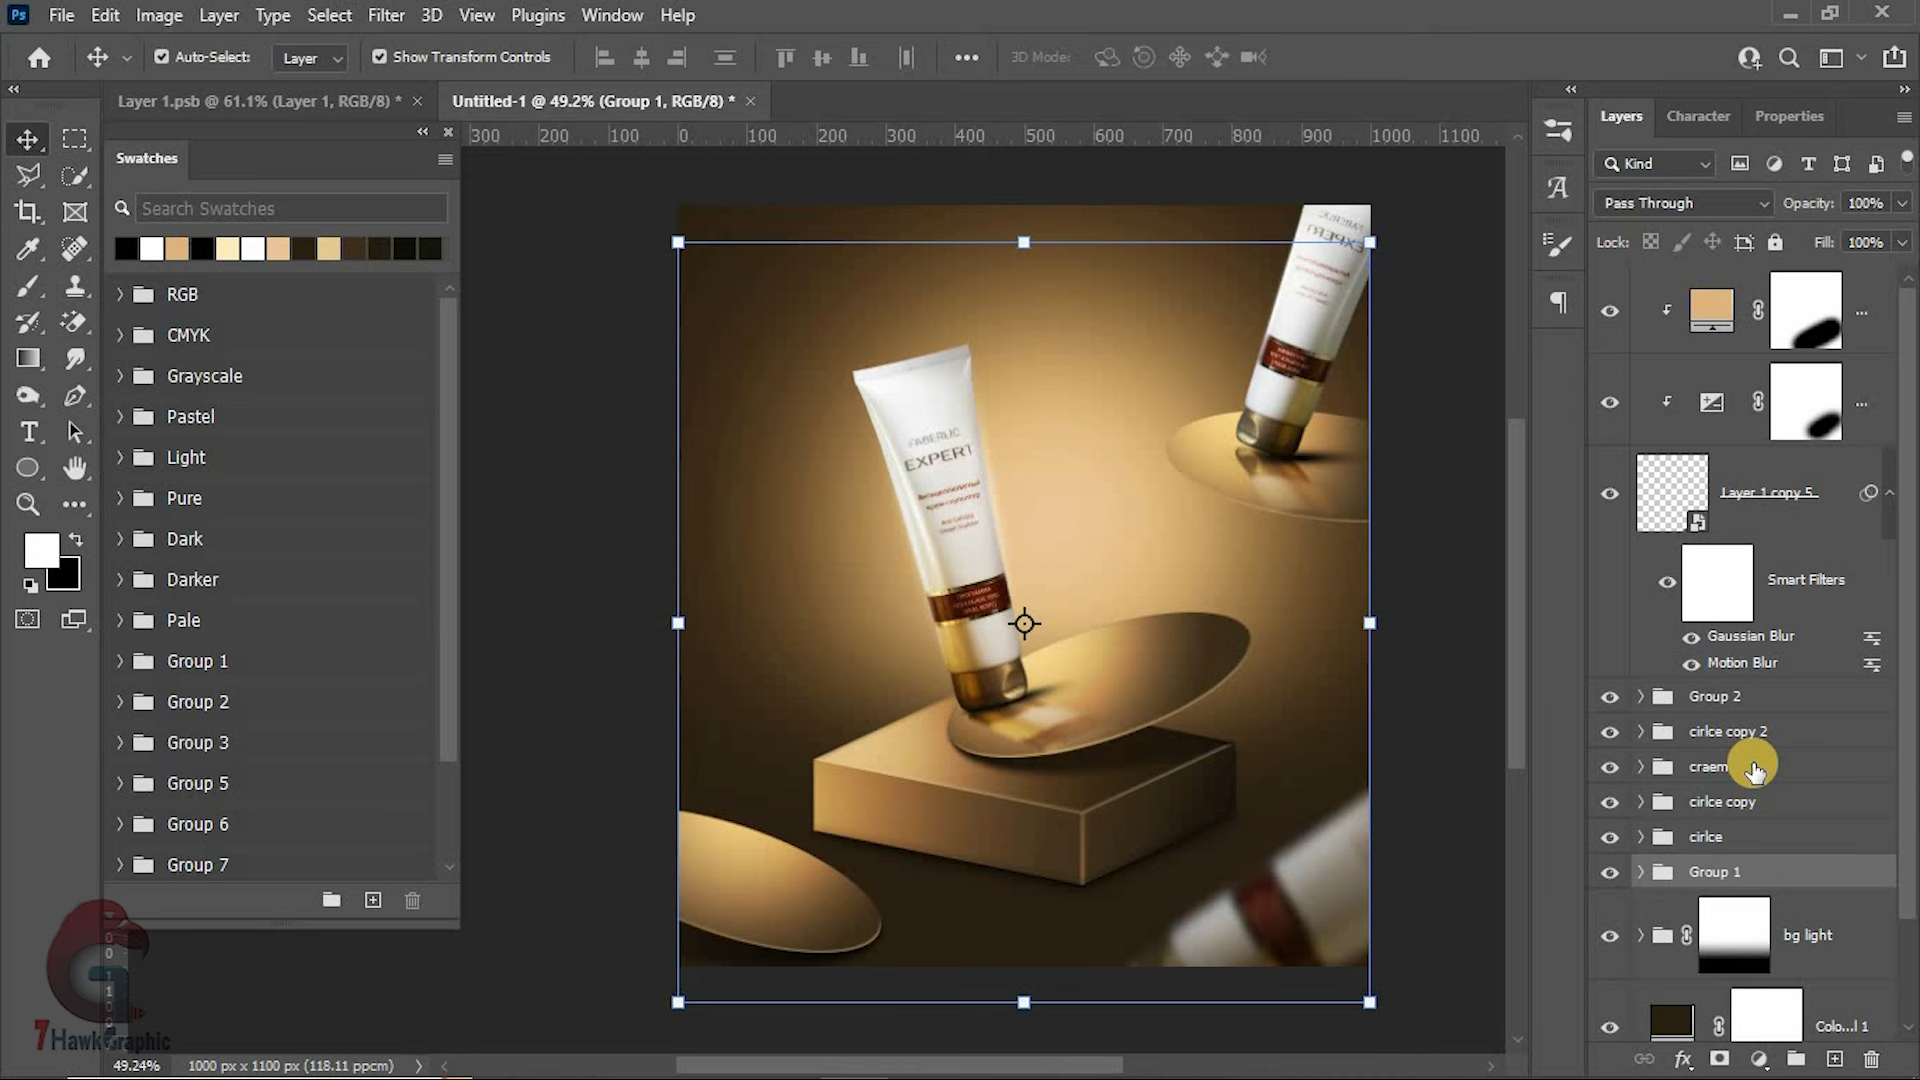 Ps File Edit Image Layer Type Select Filter 3D View Plugins Window Help
Auto-Select: Layer Show Transform Controls 3D Mode:
Layer 1.psb @ 61.1% (Layer 1, RGB/8) * Untitled-1 @ 49.2% (Group 1, RGB/8) *
300 200 100 0 100 200 300 400 500 600 700 800 900 1000 1100
Swatches
Search Swatches
RGB
CMYK
Grayscale
Pastel
Light
Pure
Dark
Darker
Pale
Group 1
Group 2
Group 3
Group 5
Group 6
Group 7
FABERLIC
EXPERT
7HawkGraphic
49.24% 1000 px x 1100 px (118.11 ppcm)
Layers Character Properties
Kind
Pass Through Opacity: 100%
Lock: Fill: 100%
Layer 1 copy 5
Smart Filters
Gaussian Blur
Motion Blur
Group 2
cirlce copy 2
craem
cirlce copy
cirlce
Group 1
bg light
Colo...l 1
fx